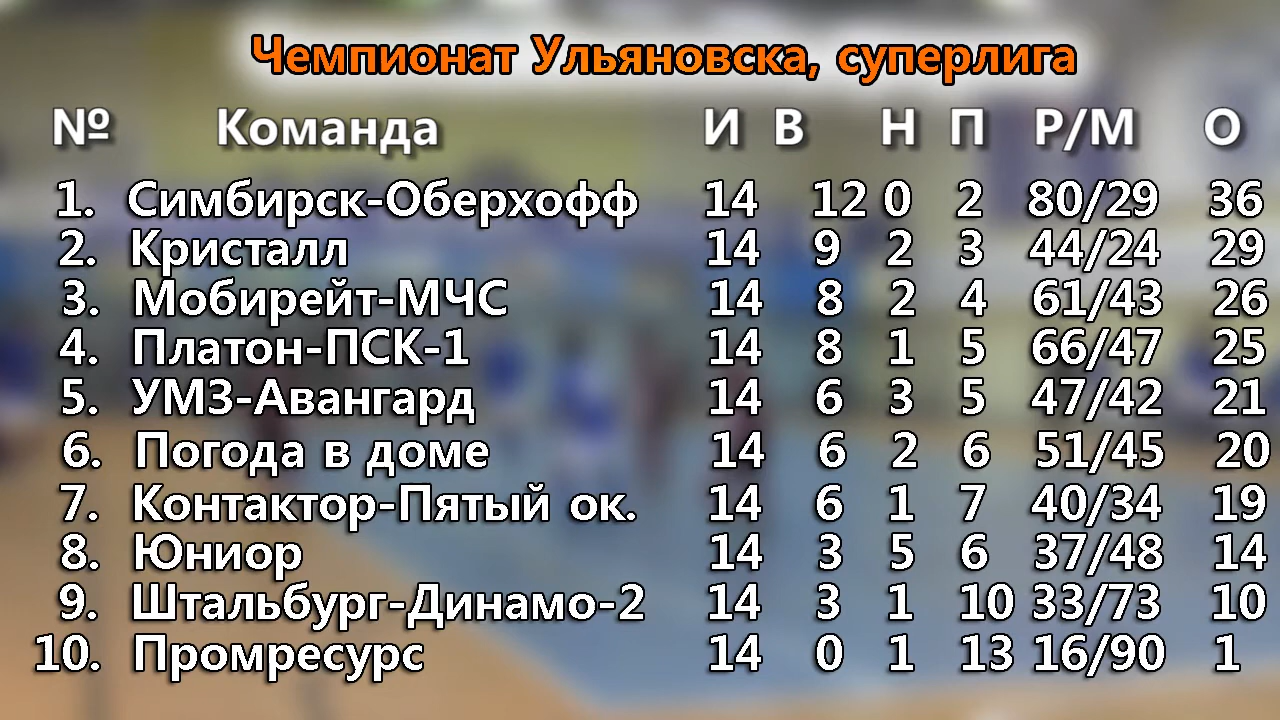 Чемпионат Ульяновска, суперлига
№ Команда И В Н П Р/М О
1. Симбирск-Оберхофф 14 12 0 2 80/29 36
2. Кристалл 14 9 2 3 44/24 29
3. Мобирейт-МЧС 14 8 2 4 61/43 26
4. Платон-ПСК-1 14 8 1 5 66/47 25
5. УМЗ-Авангард 14 6 3 5 47/42 21
6. Погода в доме 14 6 2 6 51/45 20
7. Контактор-Пятый ок. 14 6 1 7 40/34 19
8. Юниор 14 3 5 6 37/48 14
9. Штальбург-Динамо-2 14 3 1 10 33/73 10
10. Промресурс 14 0 1 13 16/90 1